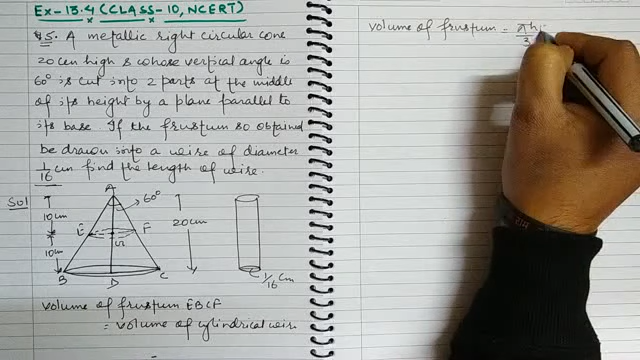 Ex-13.4 (CLASS-10, NCERT)
Q5. A metallic right circular cone
20cm high & whose vertical angle is
60° is cut into 2 parts at the middle
of its height by a plane parallel to
its base. If the frustum so obtained
be drawn into a wire of diameter
1/16 cm find the length of wire.
Sol
A
60°
10cm
E
F
20cm
10cm
B
D
C
1/16 cm
Volume of frustum EBCF
= Volume of cylindrical wire
=
Volume of frustum = πh/3